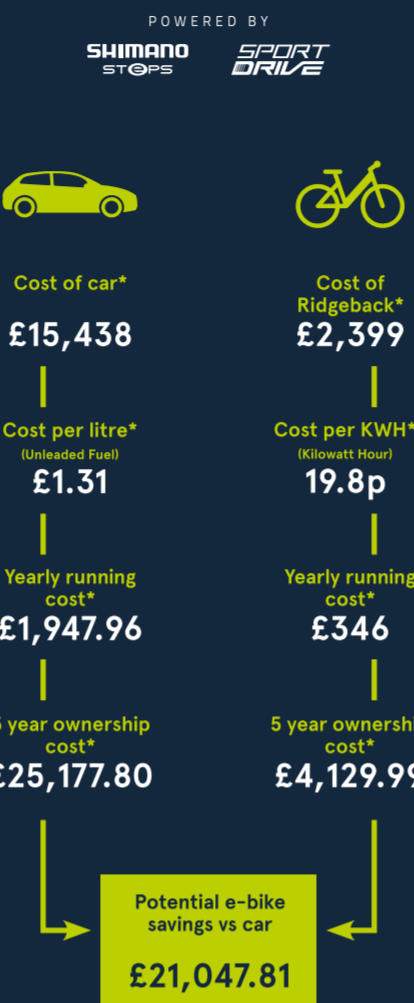 POWERED BY
SHIMANO
STEPS
SPORT
DRIVE
Cost of car*
£15,438
Cost per litre*
(Unleaded Fuel)
£1.31
Yearly running
cost*
£1,947.96
5 year ownership
cost*
£25,177.80
Cost of
Ridgeback*
£2,399
Cost per KWH*
(Kilowatt Hour)
19.8p
Yearly running
cost*
£346
5 year ownershi
cost*
£4,129.99
Potential e-bike
savings vs car
£21,047.81